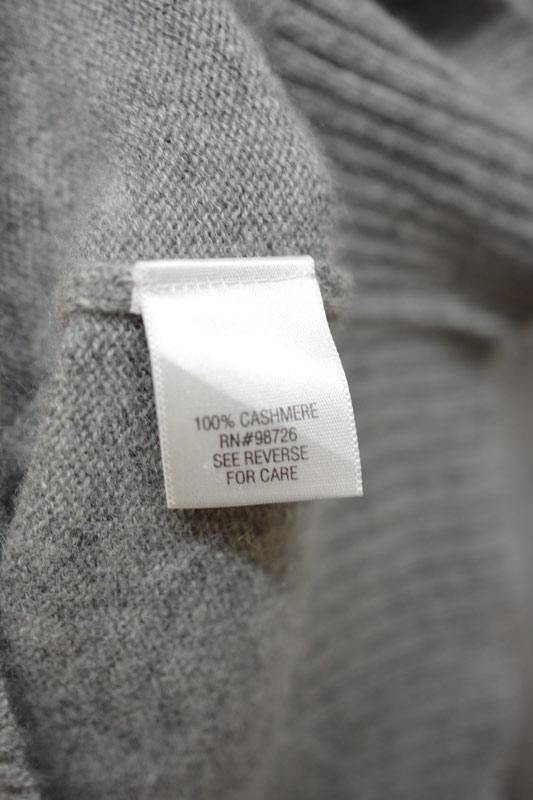 100% CASHMERE
RN#98726
SEE REVERSE
FOR CARE